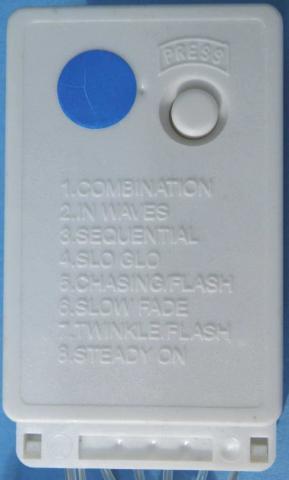 PRESS
1.COMBINATION
2.IN WAVES
3.SEQUENTIAL
4.SLO GLO
5.CHASING/FLASH
6.SLOW FADE
7.TWINKLE/FLASH
8.STEADY ON